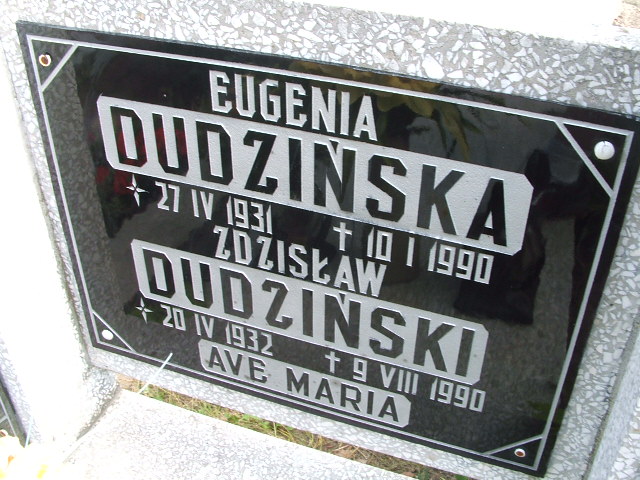 EUGENIA
DUDZIŃSKA
27 IV 1931 † 10 I 1990
ZDZISŁAW
DUDZIŃSKI
20 IV 1932 † 9 VIII 1990
AVE MARIA